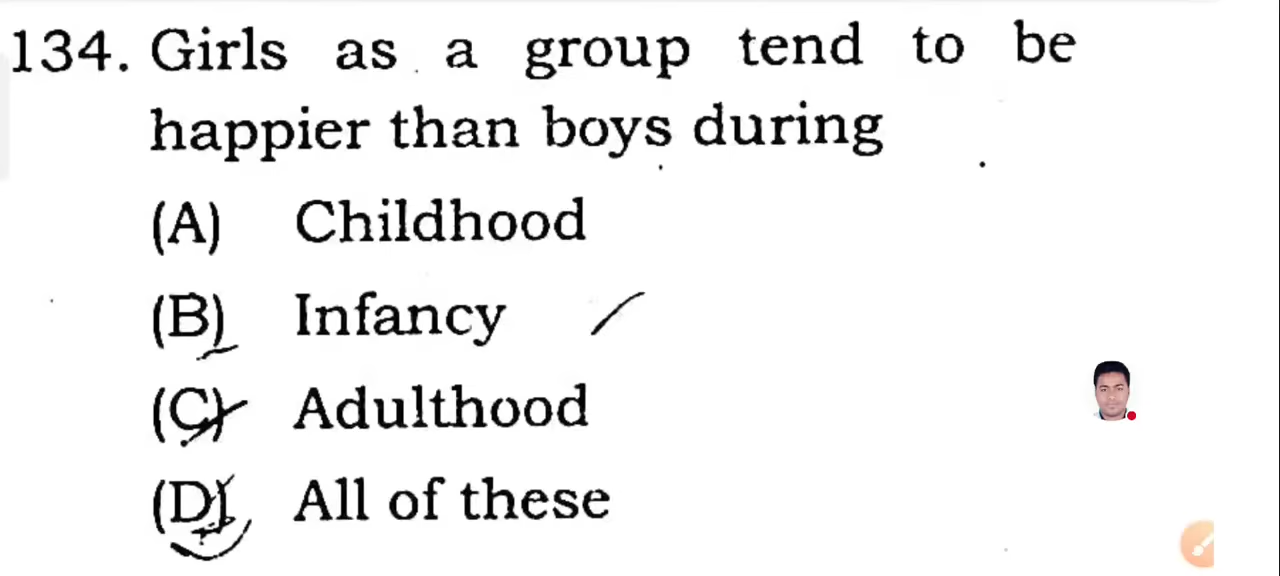 134. Girls as a group tend to be
happier than boys during
(A) Childhood
(B) Infancy
(C) Adulthood
(D) All of these